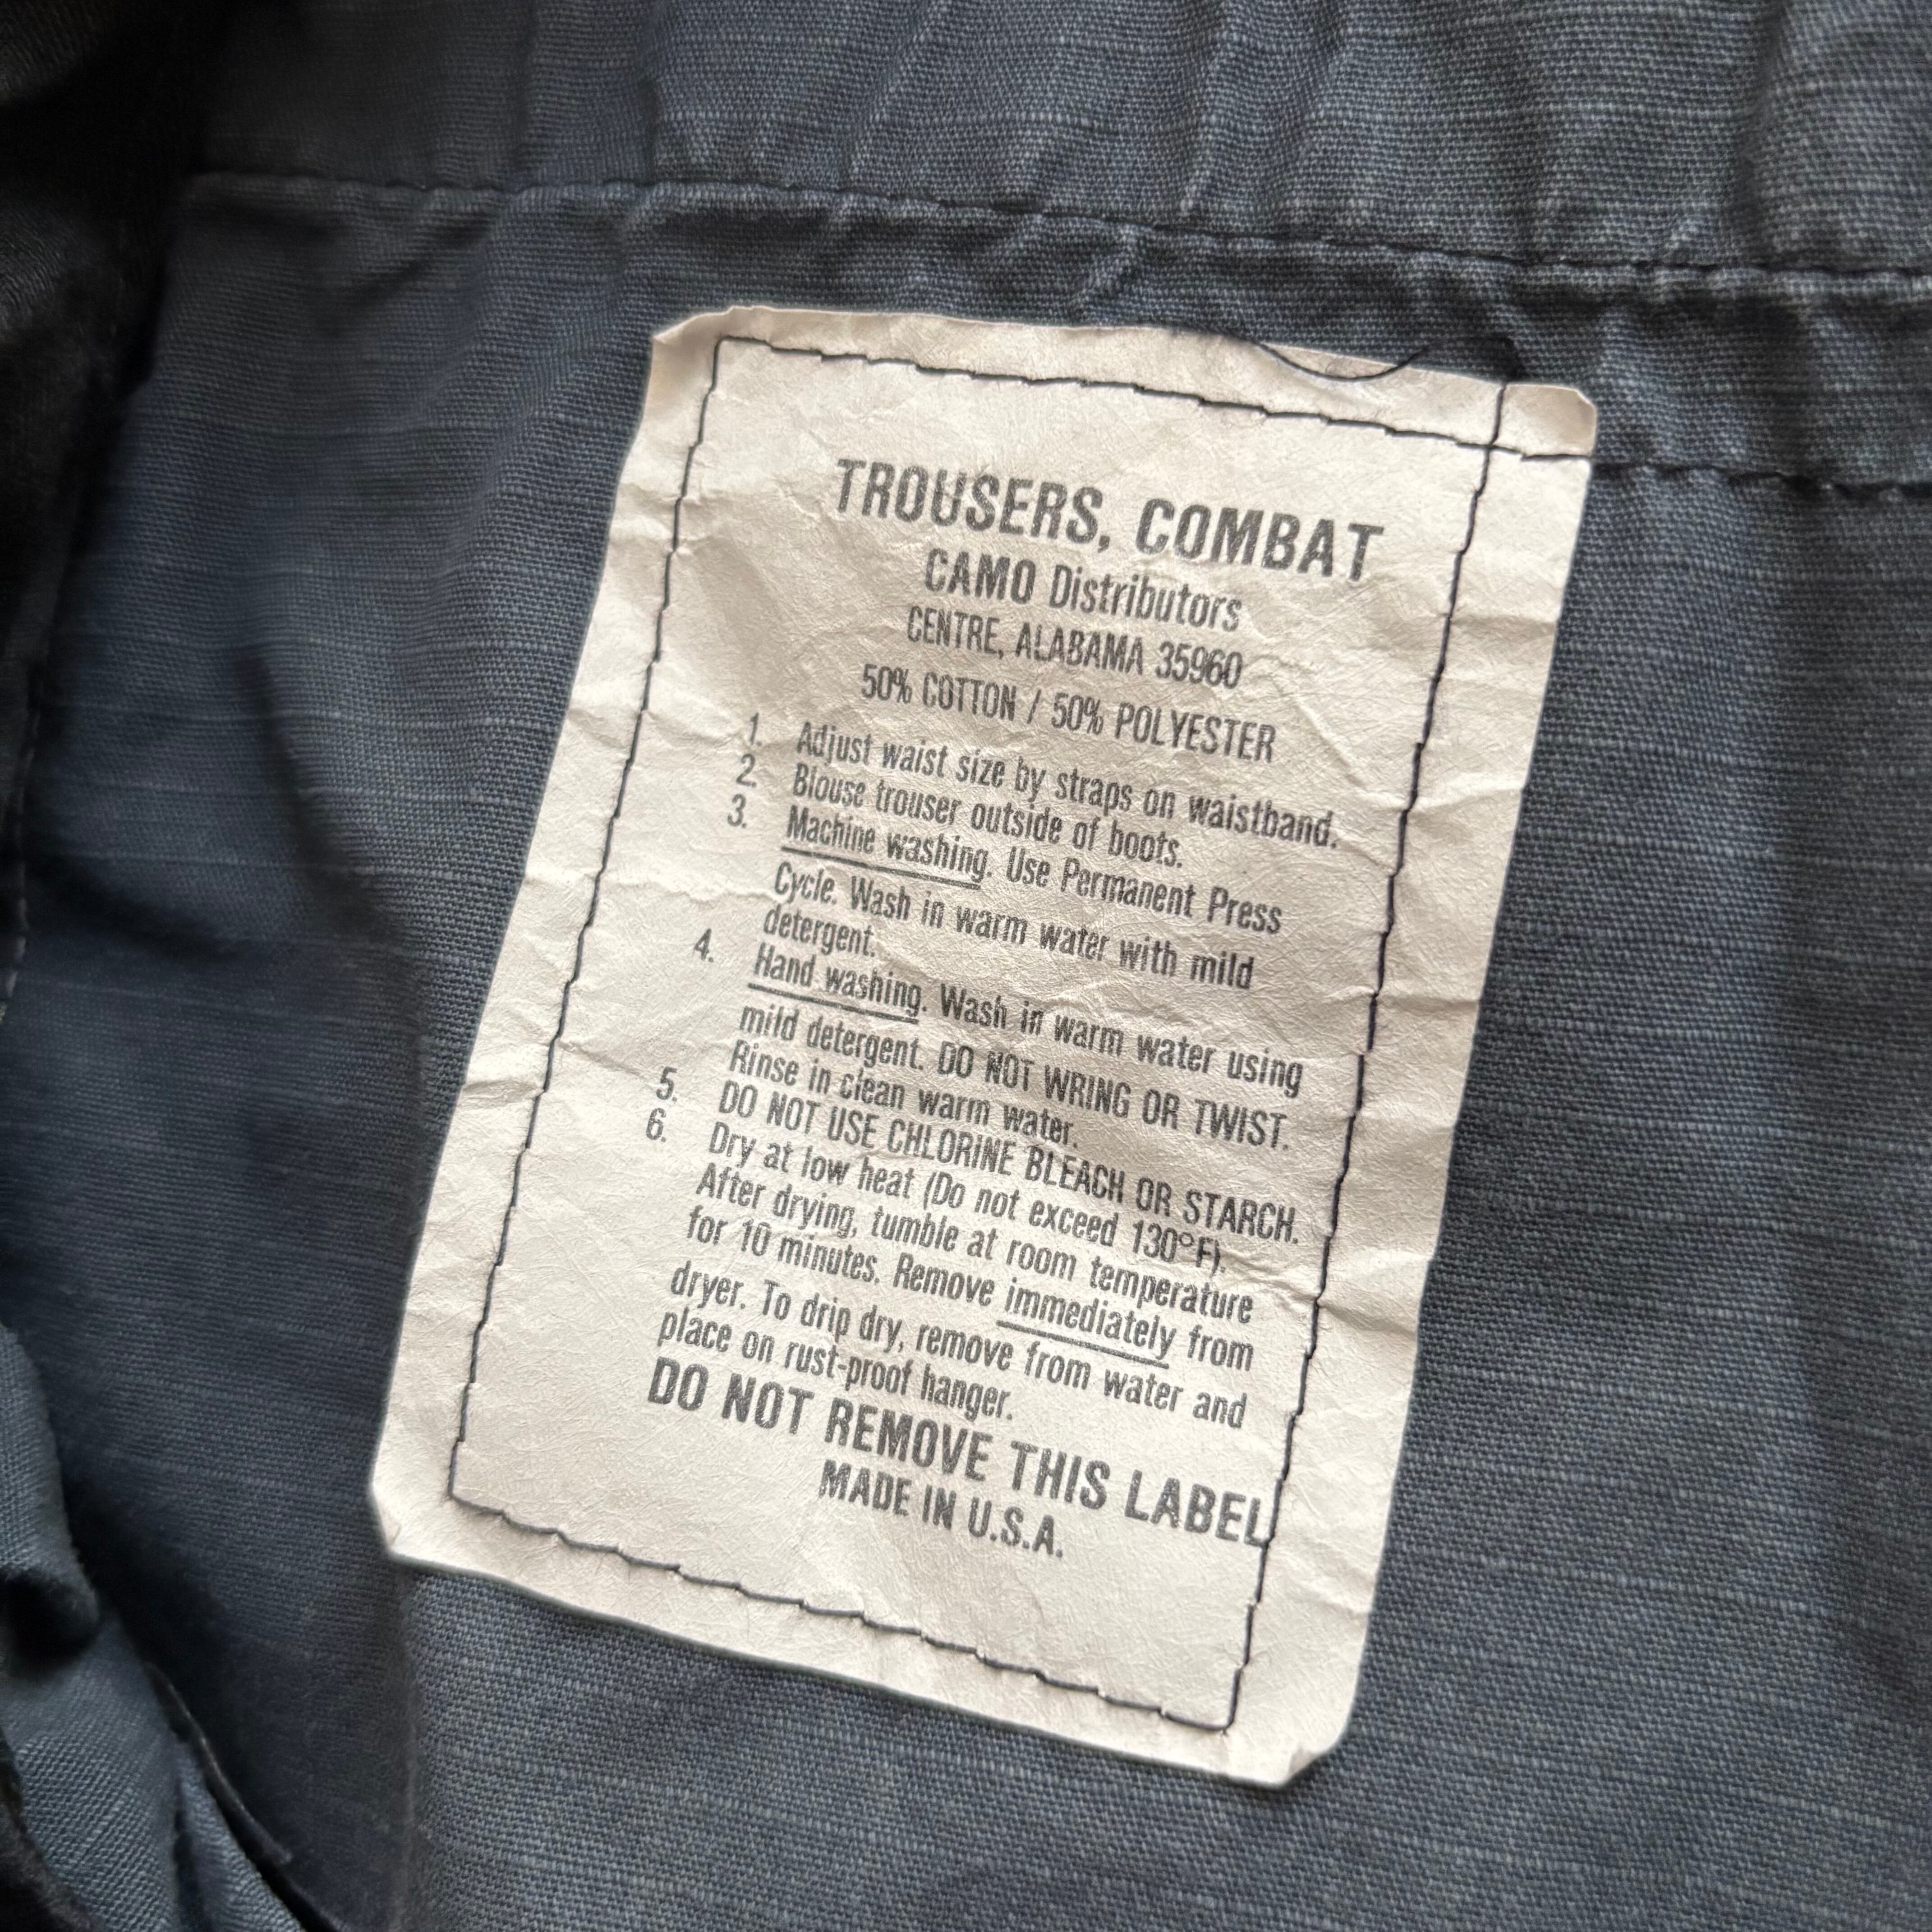 TROUSERS, COMBAT
CAMO Distributors
CENTRE, ALABAMA 35960
50% COTTON / 50% POLYESTER
1. Adjust waist size by straps on waistband.
2. Blouse trouser outside of boots.
3. Machine washing. Use Permanent Press
Cycle. Wash in warm water with mild
detergent.
4. Hand washing. Wash in warm water using
mild detergent. DO NOT WRING OR TWIST.
Rinse in clean warm water.
5. DO NOT USE CHLORINE BLEACH OR STARCH.
6. Dry at low heat (Do not exceed 130°F).
After drying, tumble at room temperature
for 10 minutes. Remove immediately from
dryer. To drip dry, remove from water and
place on rust-proof hanger.
DO NOT REMOVE THIS LABEL
MADE IN U.S.A.